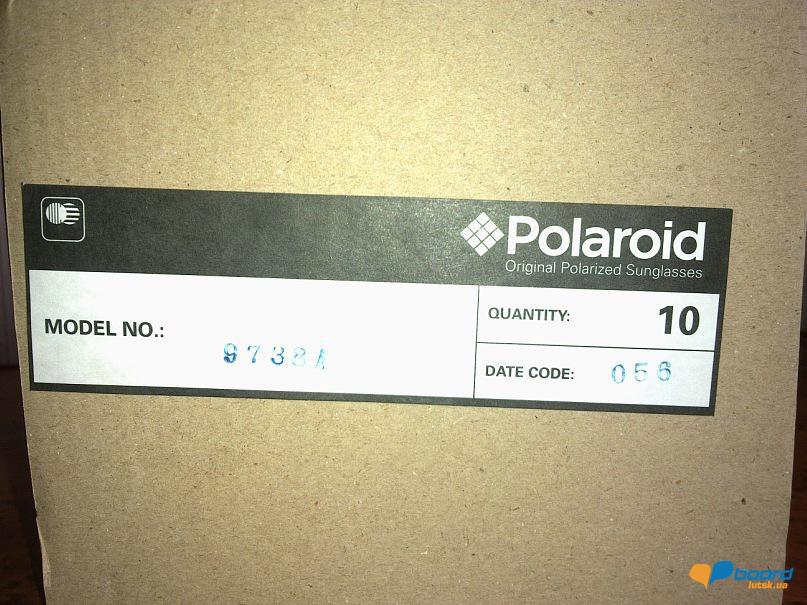 Polaroid
Original Polarized Sunglasses
MODEL NO.: 9738A
QUANTITY: 10
DATE CODE: 056
board
lutsk.ua